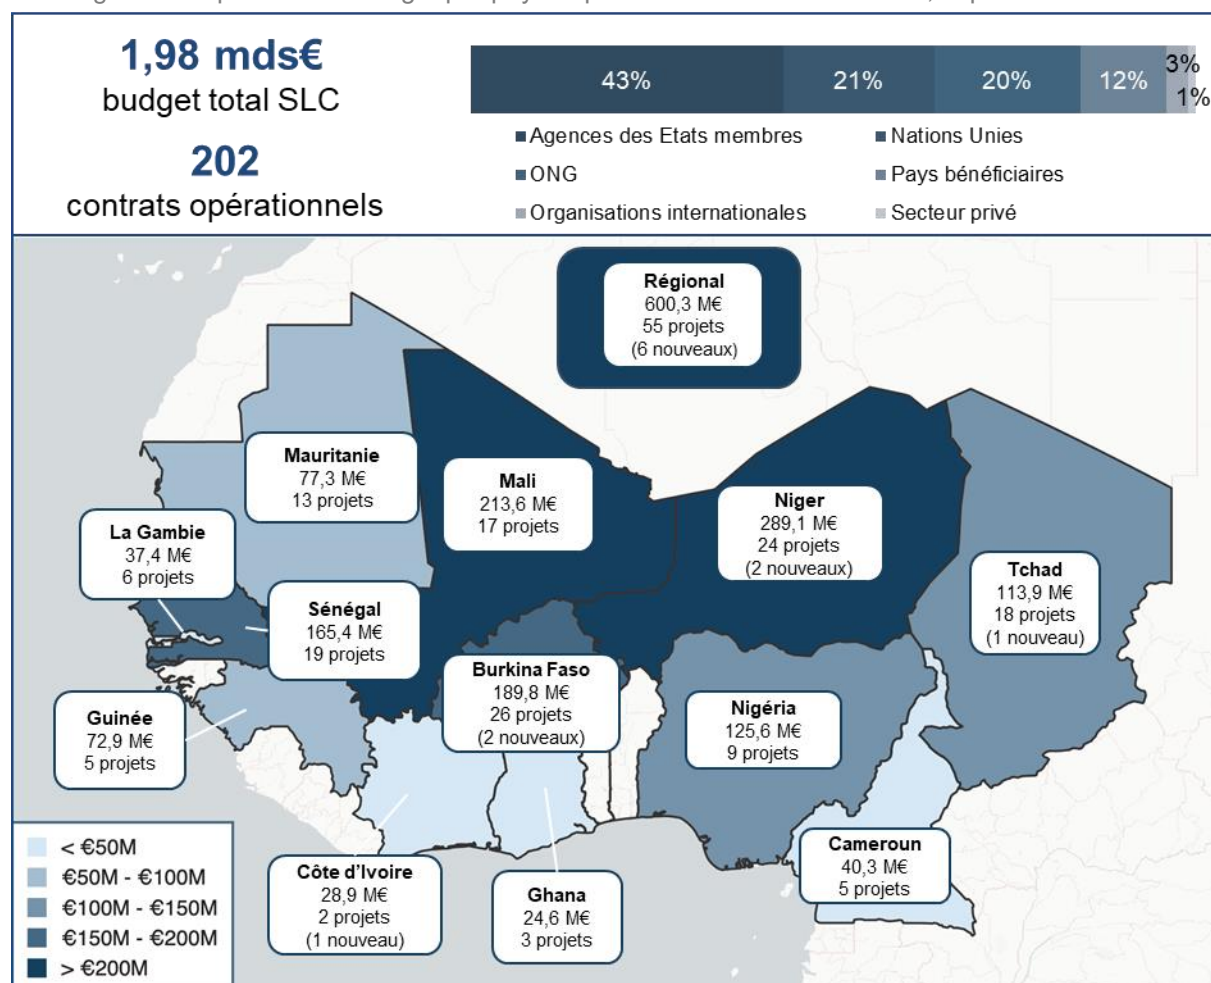 1,98 mds€
budget total SLC
202
contrats opérationnels
43%
21%
20%
12%
3%
1%
■Agences des Etats membres
■Nations Unies
■ONG
■Pays bénéficiaires
■Organisations internationales
■Secteur privé
Régional
600,3 M€
55 projets
(6 nouveaux)
Mauritanie
77,3 M€
13 projets
Mali
213,6 M€
17 projets
Niger
289,1 M€
24 projets
(2 nouveaux)
La Gambie
37,4 M€
6 projets
Tchad
113,9 M€
18 projets
(1 nouveau)
Sénégal
165,4 M€
19 projets
Burkina Faso
189,8 M€
26 projets
(2 nouveaux)
Guinée
72,9 M€
5 projets
Nigéria
125,6 M€
9 projets
Cameroun
40,3 M€
5 projets
Côte d'Ivoire
28,9 M€
2 projets
(1 nouveau)
Ghana
24,6 M€
3 projets
< €50M
€50M - €100M
€100M - €150M
€150M - €200M
> €200M